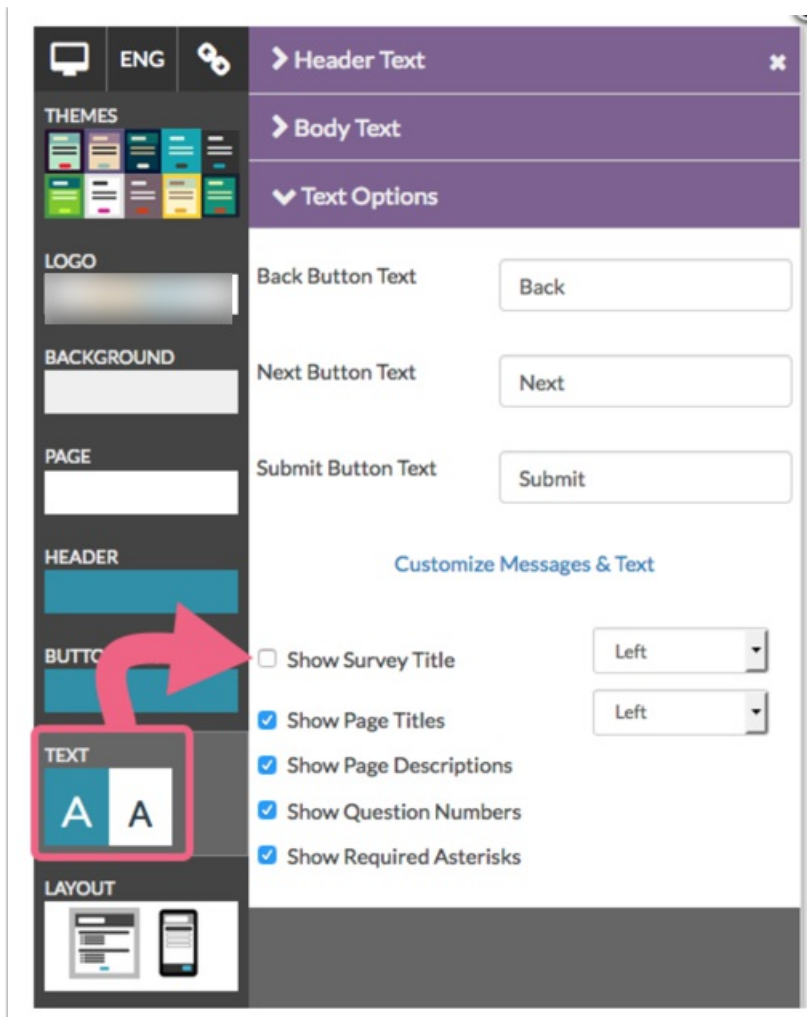 ENG
Header Text
THEMES
Body Text
Text Options
LOGO
Back Button Text
Back
BACKGROUND
Next Button Text
Next
PAGE
Submit Button Text
Submit
HEADER
Customize Messages & Text
BUTTO
Show Survey Title
Left
Show Page Titles
Left
TEXT
A A
Show Page Descriptions
Show Question Numbers
Show Required Asterisks
LAYOUT